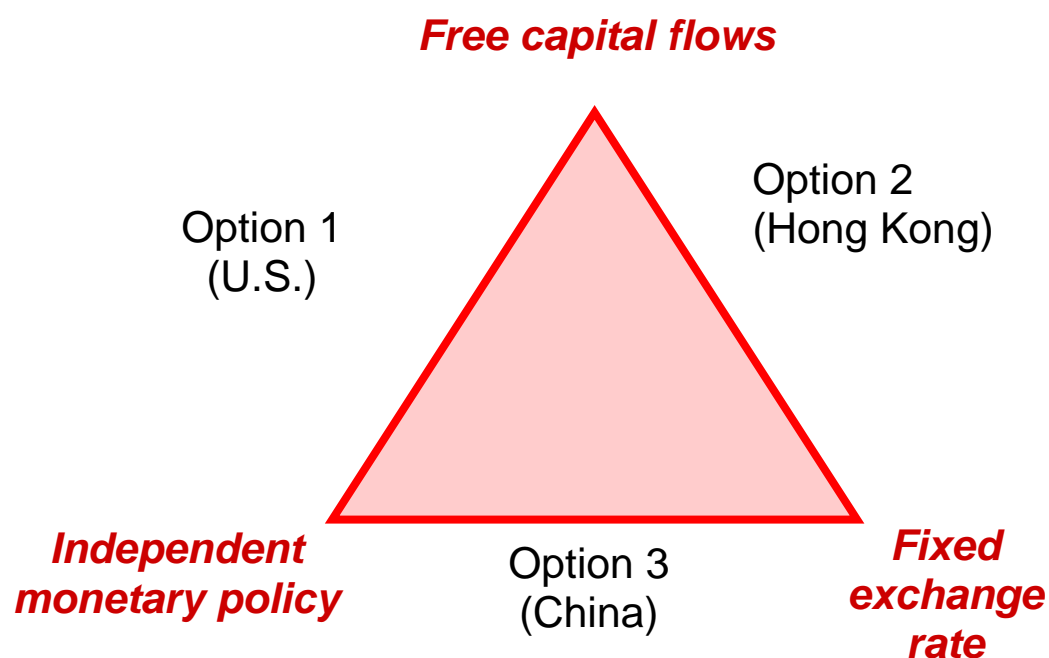 Free capital flows
Option 1
(U.S.)
Option 2
(Hong Kong)
Independent
monetary policy
Option 3
(China)
Fixed
exchange
rate